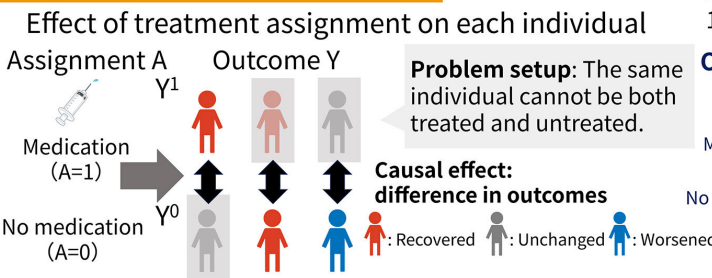 Effect of treatment assignment on each individual
Assignment A
Outcome Y
Y¹
Problem setup: The same
individual cannot be both
treated and untreated.
Medication
(A=1)
Causal effect:
difference in outcomes
Y⁰
No medication
(A=0)
: Recovered
: Unchanged
: Worsened
No